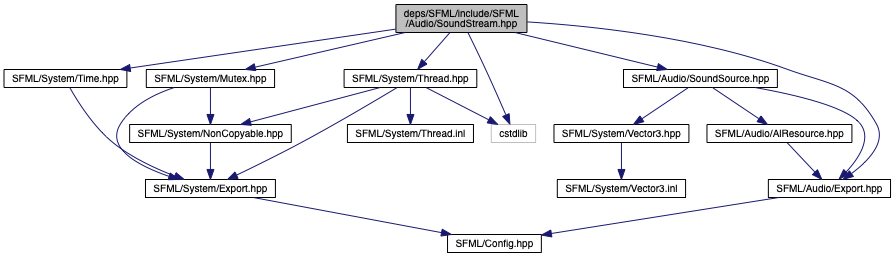 deps/SFML/include/SFML
/Audio/SoundStream.hpp
SFML/System/Time.hpp
SFML/System/Mutex.hpp
SFML/System/Thread.hpp
SFML/Audio/SoundSource.hpp
SFML/System/NonCopyable.hpp
SFML/System/Thread.inl
cstdlib
SFML/System/Vector3.hpp
SFML/Audio/AlResource.hpp
SFML/System/Export.hpp
SFML/System/Vector3.inl
SFML/Audio/Export.hpp
SFML/Config.hpp